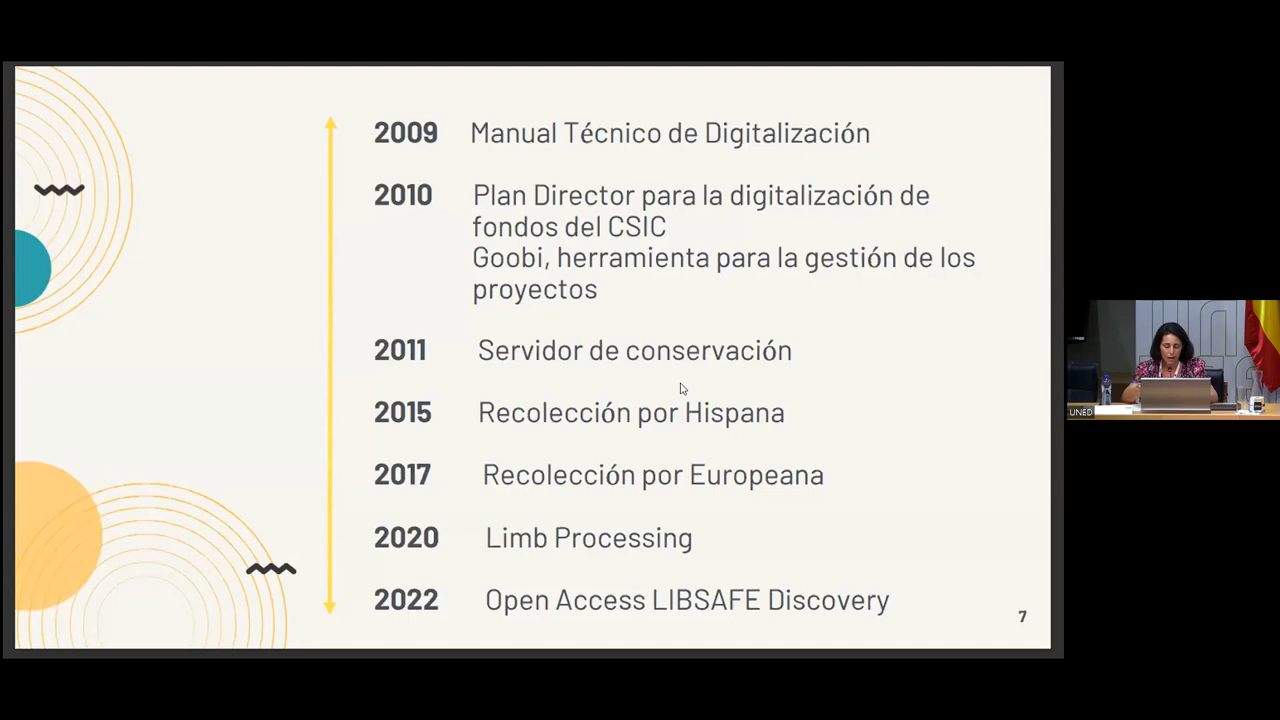 2009 Manual Técnico de Digitalización
2010 Plan Director para la digitalización de
fondos del CSIC
Goobi, herramienta para la gestión de los
proyectos
2011 Servidor de conservación
2015 Recolección por Hispana
2017 Recolección por Europeana
2020 Limb Processing
2022 Open Access LIBSAFE Discovery
7
UNED